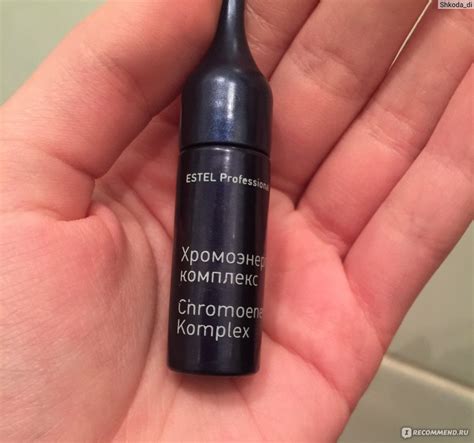 Shkoda_di
ESTEL Professiona
Хромоэнер
комплекс
Chromoene
Komplex
RECOMMEND.RU